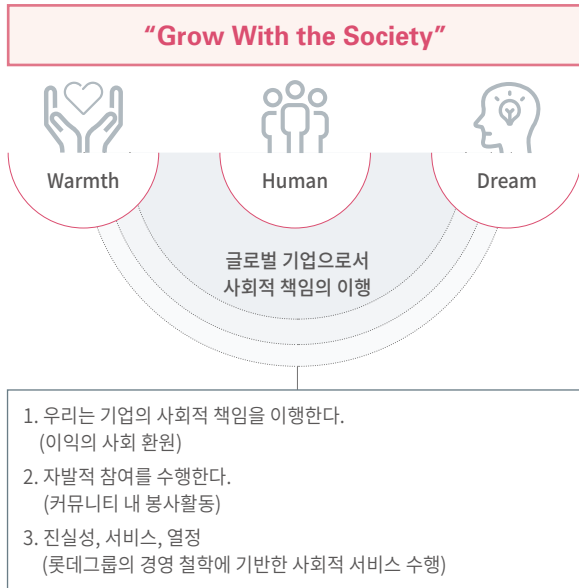 “Grow With the Society”
Warmth
Human
Dream
글로벌 기업으로서
사회적 책임의 이행
1. 우리는 기업의 사회적 책임을 이행한다.
(이익의 사회 환원)
2. 자발적 참여를 수행한다.
(커뮤니티 내 봉사활동)
3. 진실성, 서비스, 열정
(롯데그룹의 경영 철학에 기반한 사회적 서비스 수행)